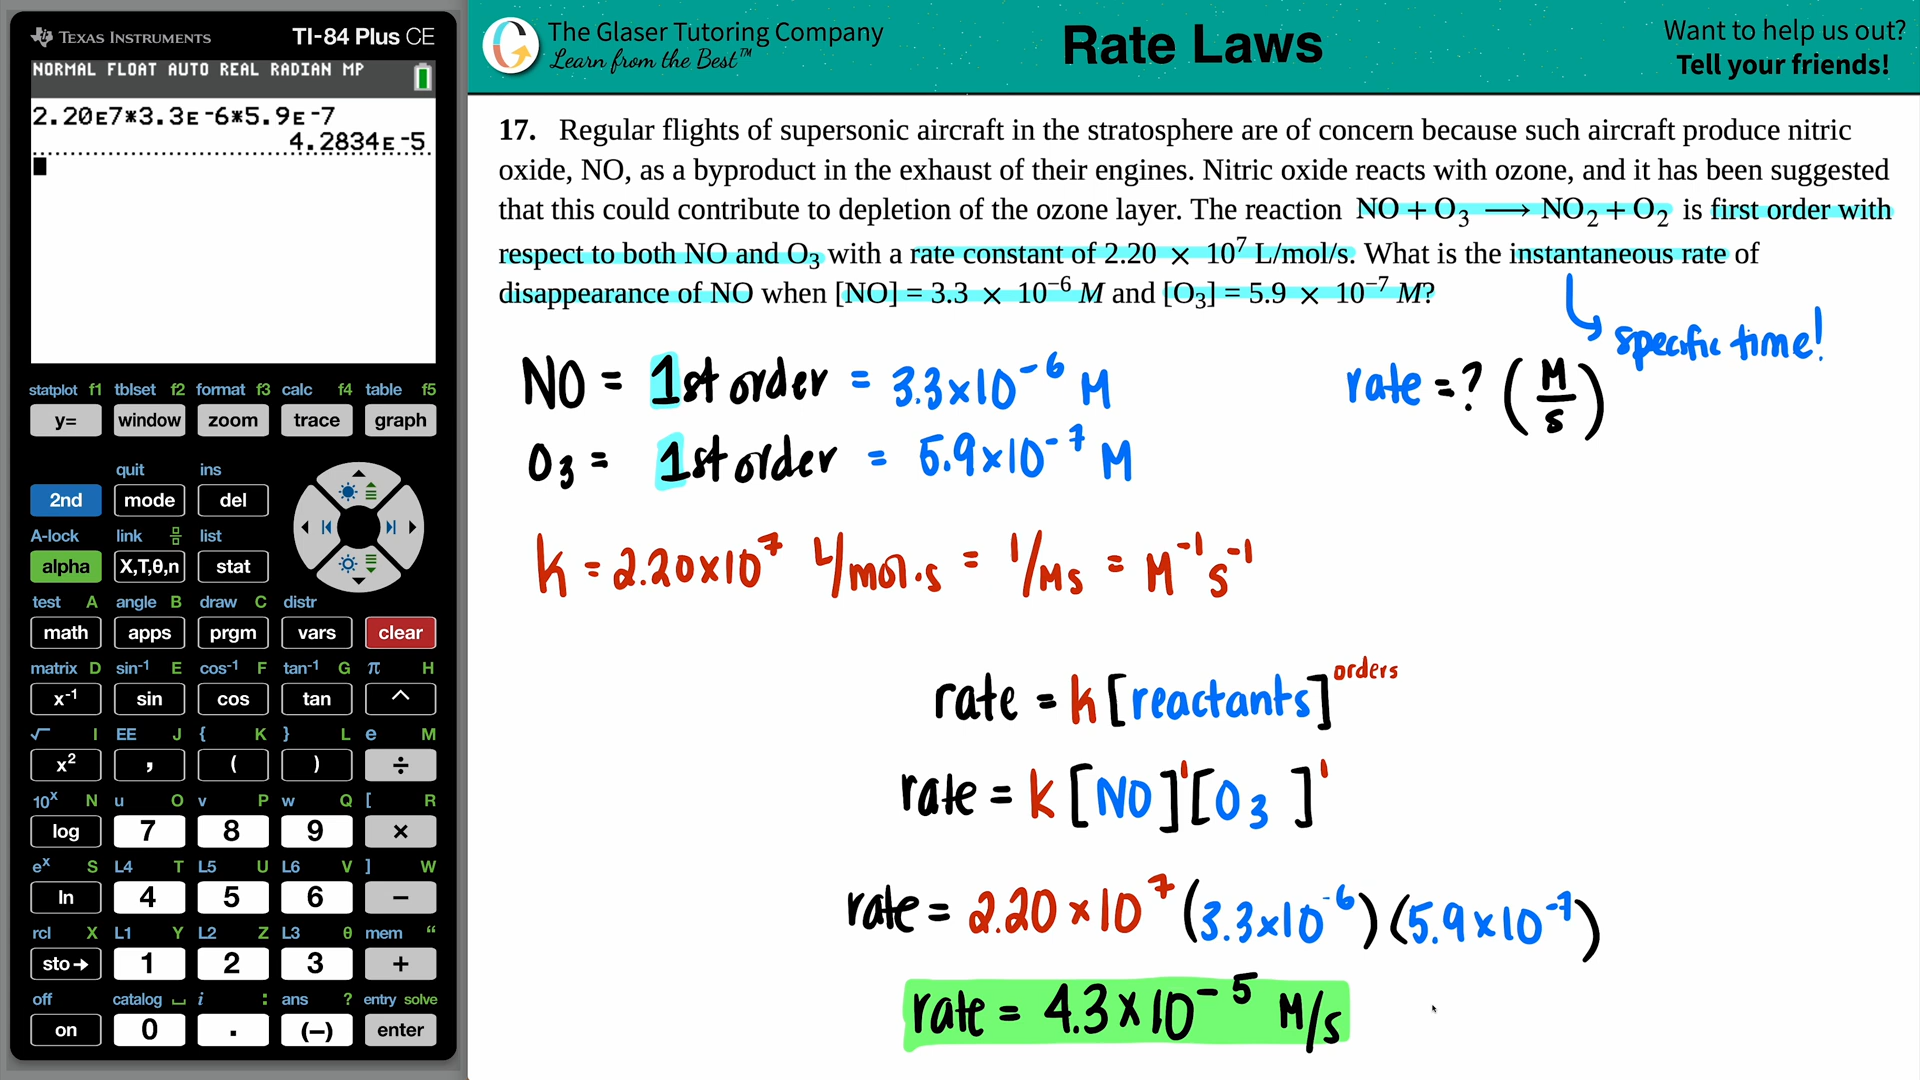 TEXAS INSTRUMENTS TI-84 Plus CE
NORMAL FLOAT AUTO REAL RADIAN MP
2.20E7*3.3E-6*5.9E-7
4.2834E-5
statplot f1 tblset f2 format f3 calc f4 table f5
y= window zoom trace graph
quit ins
2nd mode del
A-lock link list
alpha X,T,θ,n stat
test A angle B draw C distr
math apps prgm vars clear
matrix D sin⁻¹ E cos⁻¹ F tan⁻¹ G π H
x⁻¹ sin cos tan ^
√ I EE J { K } L e M
x² , ( ) ÷
10ˣ N u O v P w Q [ R
log 7 8 9 ×
eˣ S L4 T L5 U L6 V ] W
ln 4 5 6 −
rcl X L1 Y L2 Z L3 θ mem “
sto→ 1 2 3 +
off catalog ␣ i : ans ? entry solve
on 0 . (−) enter
The Glaser Tutoring Company
Learn from the Best™
Rate Laws
Want to help us out?
Tell your friends!
17. Regular flights of supersonic aircraft in the stratosphere are of concern because such aircraft produce nitric
oxide, NO, as a byproduct in the exhaust of their engines. Nitric oxide reacts with ozone, and it has been suggested
that this could contribute to depletion of the ozone layer. The reaction NO + O₃ ⟶ NO₂ + O₂ is first order with
respect to both NO and O₃ with a rate constant of 2.20 × 10⁷ L/mol/s. What is the instantaneous rate of
disappearance of NO when [NO] = 3.3 × 10⁻⁶ M and [O₃] = 5.9 × 10⁻⁷ M?
specific time!
NO = 1st order = 3.3×10⁻⁶ M
rate = ? (M/s)
O₃ = 1st order = 5.9×10⁻⁷ M
k = 2.20×10⁷ L/mol·s = 1/Ms = M⁻¹ s⁻¹
rate = k [reactants]ᵒʳᵈᵉʳˢ
rate = k [NO]¹[O₃]¹
rate = 2.20×10⁷ (3.3×10⁻⁶)(5.9×10⁻⁷)
rate = 4.3×10⁻⁵ M/s